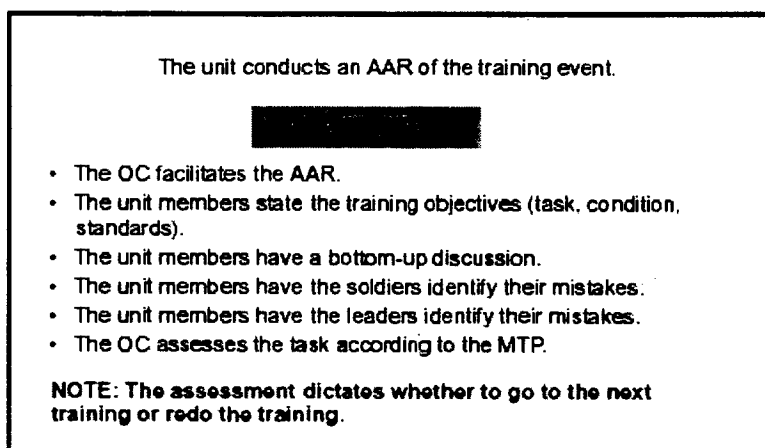 The unit conducts an AAR of the training event.
• The OC facilitates the AAR.
• The unit members state the training objectives (task, condition,
standards).
• The unit members have a bottom-up discussion.
• The unit members have the soldiers identify their mistakes.
• The unit members have the leaders identify their mistakes.
• The OC assesses the task according to the MTP.
NOTE: The assessment dictates whether to go to the next
training or redo the training.